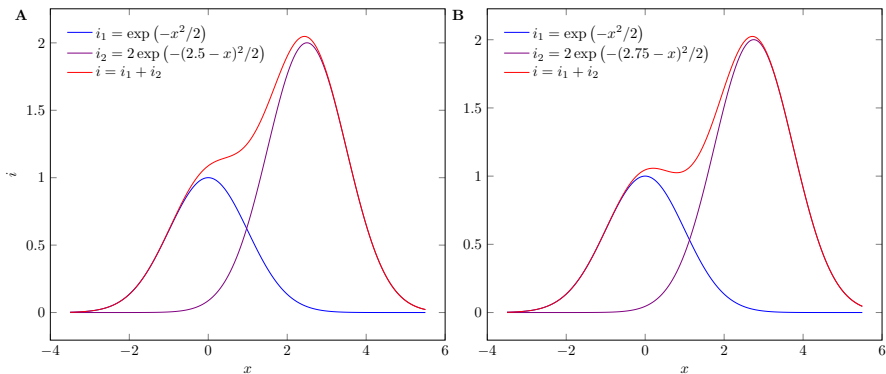 A
i₁ = exp (−x²/2)
i₂ = 2 exp (−(2.5 − x)²/2)
i = i₁ + i₂
2
1.5
1
0.5
0
i
−4 −2 0 2 4 6
x
B
i₁ = exp (−x²/2)
i₂ = 2 exp (−(2.75 − x)²/2)
i = i₁ + i₂
2
1.5
1
0.5
0
−4 −2 0 2 4 6
x